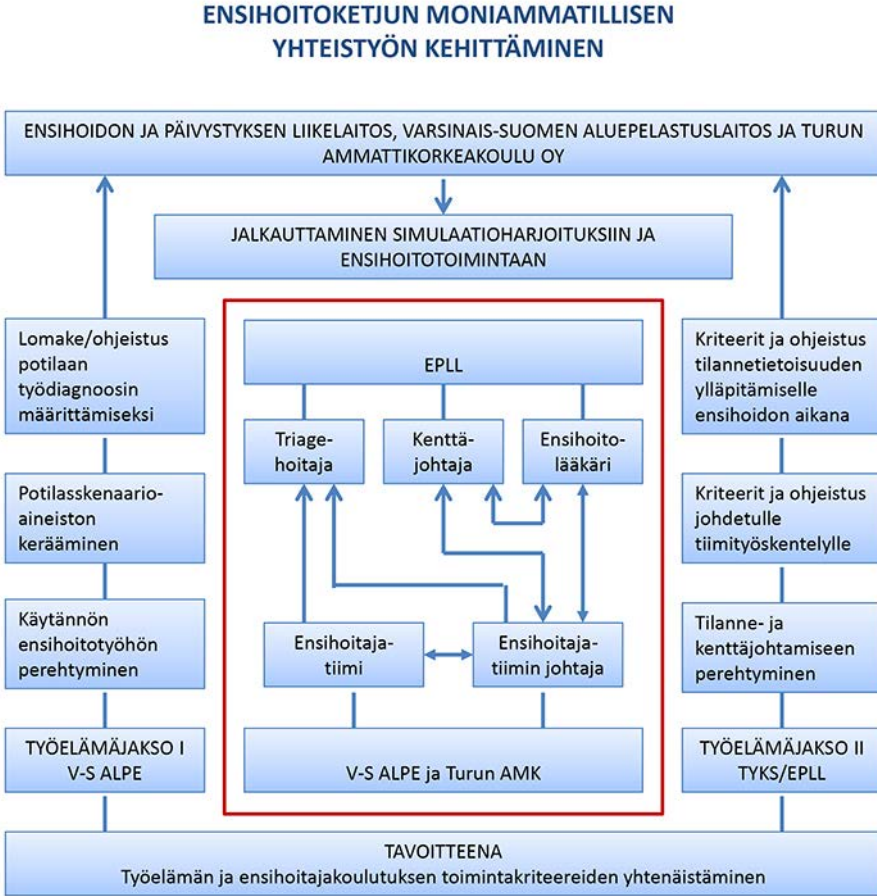 ENSIHOITOKETJUN MONIAMMATILLISEN
YHTEISTYÖN KEHITTÄMINEN
ENSIHOIDON JA PÄIVYSTYKSEN LIIKELAITOS, VARSINAIS-SUOMEN ALUEPELASTUSLAITOS JA TURUN
AMMATTIKORKEAKOULU OY
JALKAUTTAMINEN SIMULAATIOHARJOITUKSIIN JA
ENSIHOITOTOIMINTAAN
Lomake/ohjeistus
potilaan
työdiagnoosin
määrittämiseksi
Potilasskenaario-
aineiston
kerääminen
Käytännön
ensihoitotyöhön
perehtyminen
TYÖELÄMÄJAKSO I
V-S ALPE
EPLL
Triage-
hoitaja
Kenttä-
johtaja
Ensihoito-
lääkäri
Ensihoitaja-
tiimi
Ensihoitaja-
tiimin johtaja
V-S ALPE ja Turun AMK
Kriteerit ja ohjeistus
tilannetietoisuuden
ylläpitämiselle
ensihoidon aikana
Kriteerit ja ohjeistus
johdetulle
tiimityöskentelylle
Tilanne- ja
kenttäjohtamiseen
perehtyminen
TYÖELÄMÄJAKSO II
TYKS/EPLL
TAVOITTEENA
Työelämän ja ensihoitajakoulutuksen toimintakriteereiden yhtenäistäminen